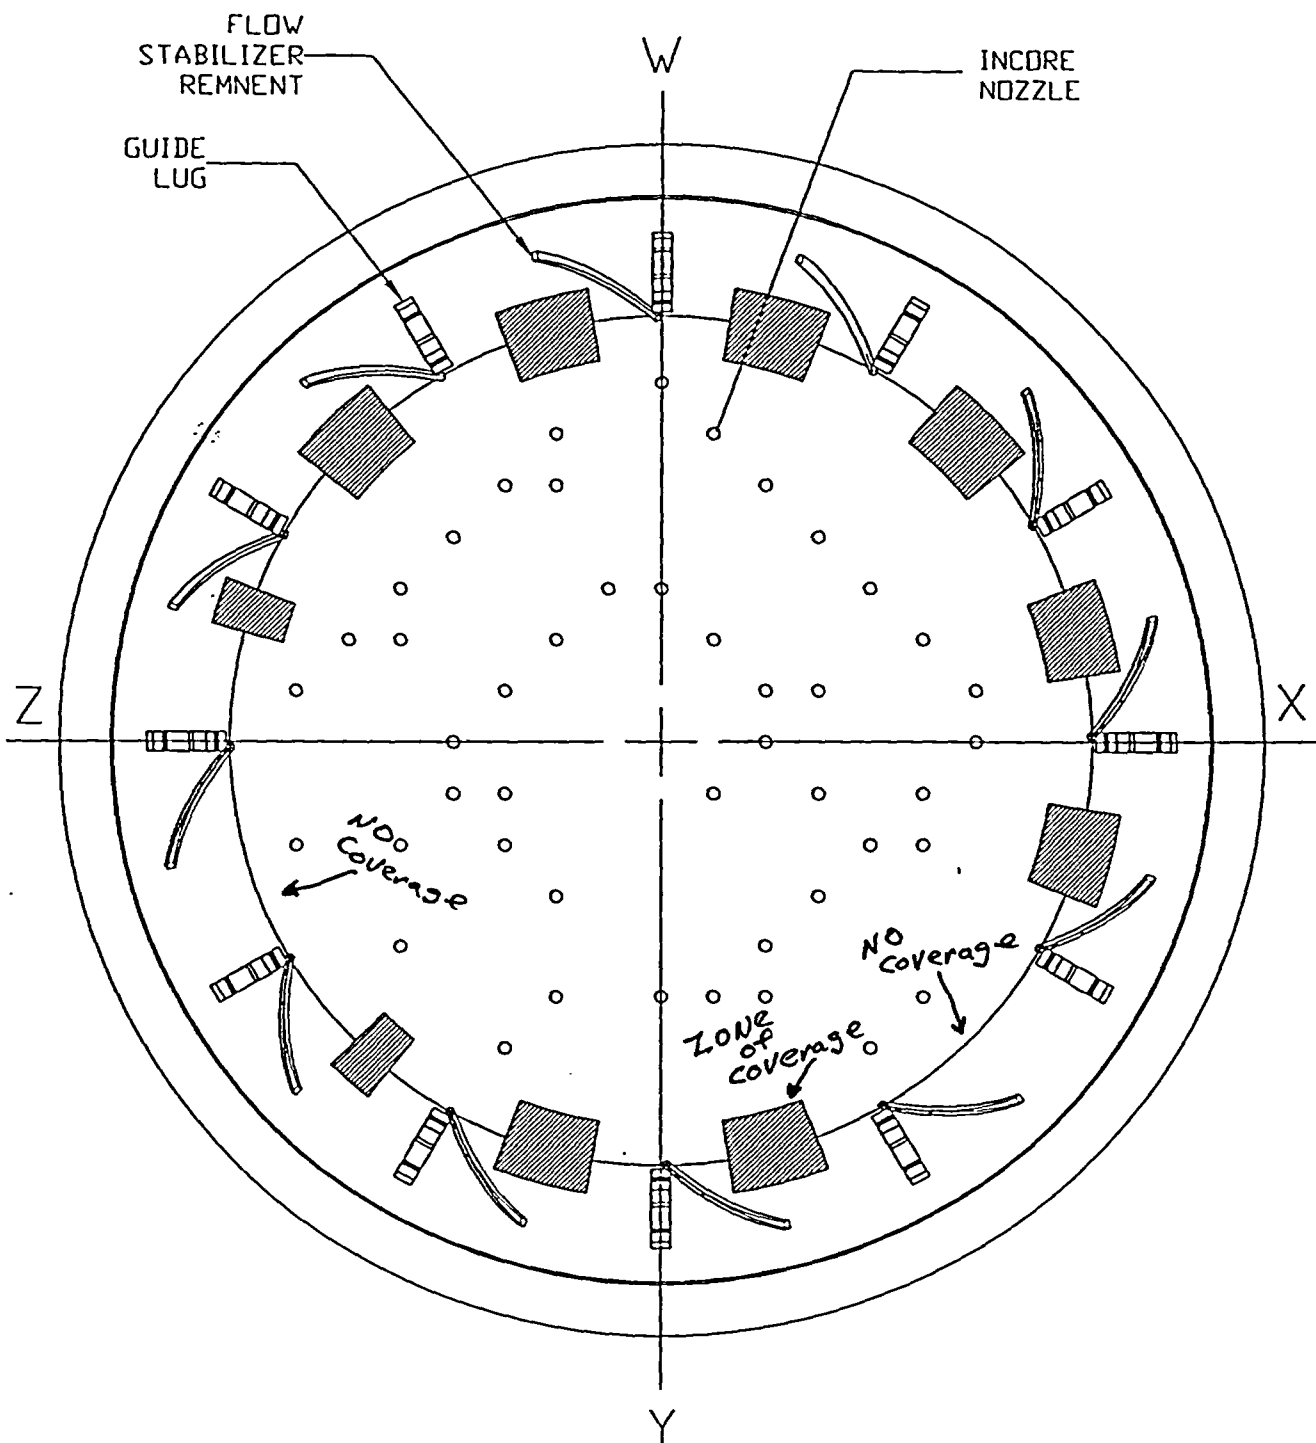 FLOW
STABILIZER
REMNENT
W
INCORE
NOZZLE
GUIDE
LUG
Z
X
NO
Coverage
NO
coverage
ZONE
of
coverage
Y